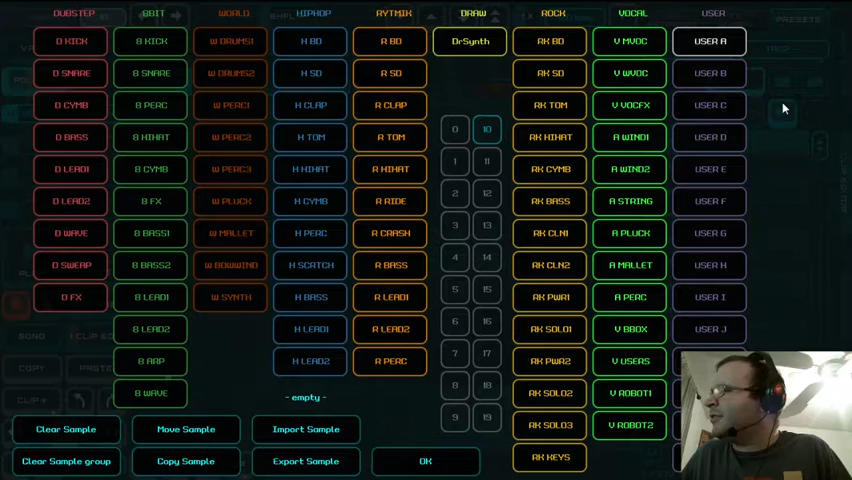 DUBSTEP 8BIT WORLD HIPHOP RYTMIX DRAW ROCK VOCAL USER
PRESETS
D KICK 8 KICK W DRUMS1 H BD R BD DrSynth RK BD V MVOC USER A
D SNARE 8 SNARE W DRUMS2 H SD R SD RK SD V WVOC USER B
D CYMB 8 PERC W PERC1 H CLAP R CLAP RK TOM V VOCFX USER C
0 10
D BASS 8 HIHAT W PERC2 H TOM R TOM RK HIHAT A WIND1 USER D
1 11
D LEAD1 8 CYMB W PERC3 H HIHAT R HIHAT RK CYMB A WIND2 USER E
2 12
D LEAD2 8 FX W PLUCK H CYMB R RIDE RK BASS A STRING USER F
3 13
D WAVE 8 BASS1 W MALLET H PERC R CRASH RK CLN1 A PLUCK USER G
4 14
D SWEAP 8 BASS2 W BOWWIND H SCRTCH R BASS RK CLN2 A MALLET USER H
5 15
D FX 8 LEAD1 W SYNTH H BASS R LEAD1 RK PWR1 A PERC USER I
6 16
8 LEAD2 H LEAD1 R LEAD2 RK SOLO1 V BBOX USER J
7 17
8 ARP H LEAD2 R PERC RK PWR2 V USERS
8 18
8 WAVE - empty - RK SOLO2 V ROBOT1
9 19
Clear Sample Move Sample Import Sample RK SOLO3 V ROBOT2
Clear Sample group Copy Sample Export Sample OK RK KEYS
SONG
COPY
CLIP+